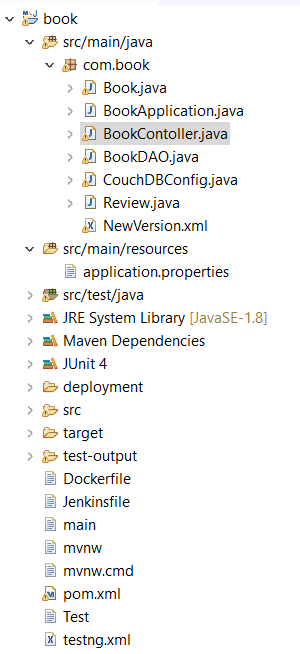 book
src/main/java
com.book
Book.java
BookApplication.java
BookContoller.java
BookDAO.java
CouchDBConfig.java
Review.java
NewVersion.xml
src/main/resources
application.properties
src/test/java
JRE System Library [JavaSE-1.8]
Maven Dependencies
JUnit 4
deployment
src
target
test-output
Dockerfile
Jenkinsfile
main
mvnw
mvnw.cmd
pom.xml
Test
testng.xml